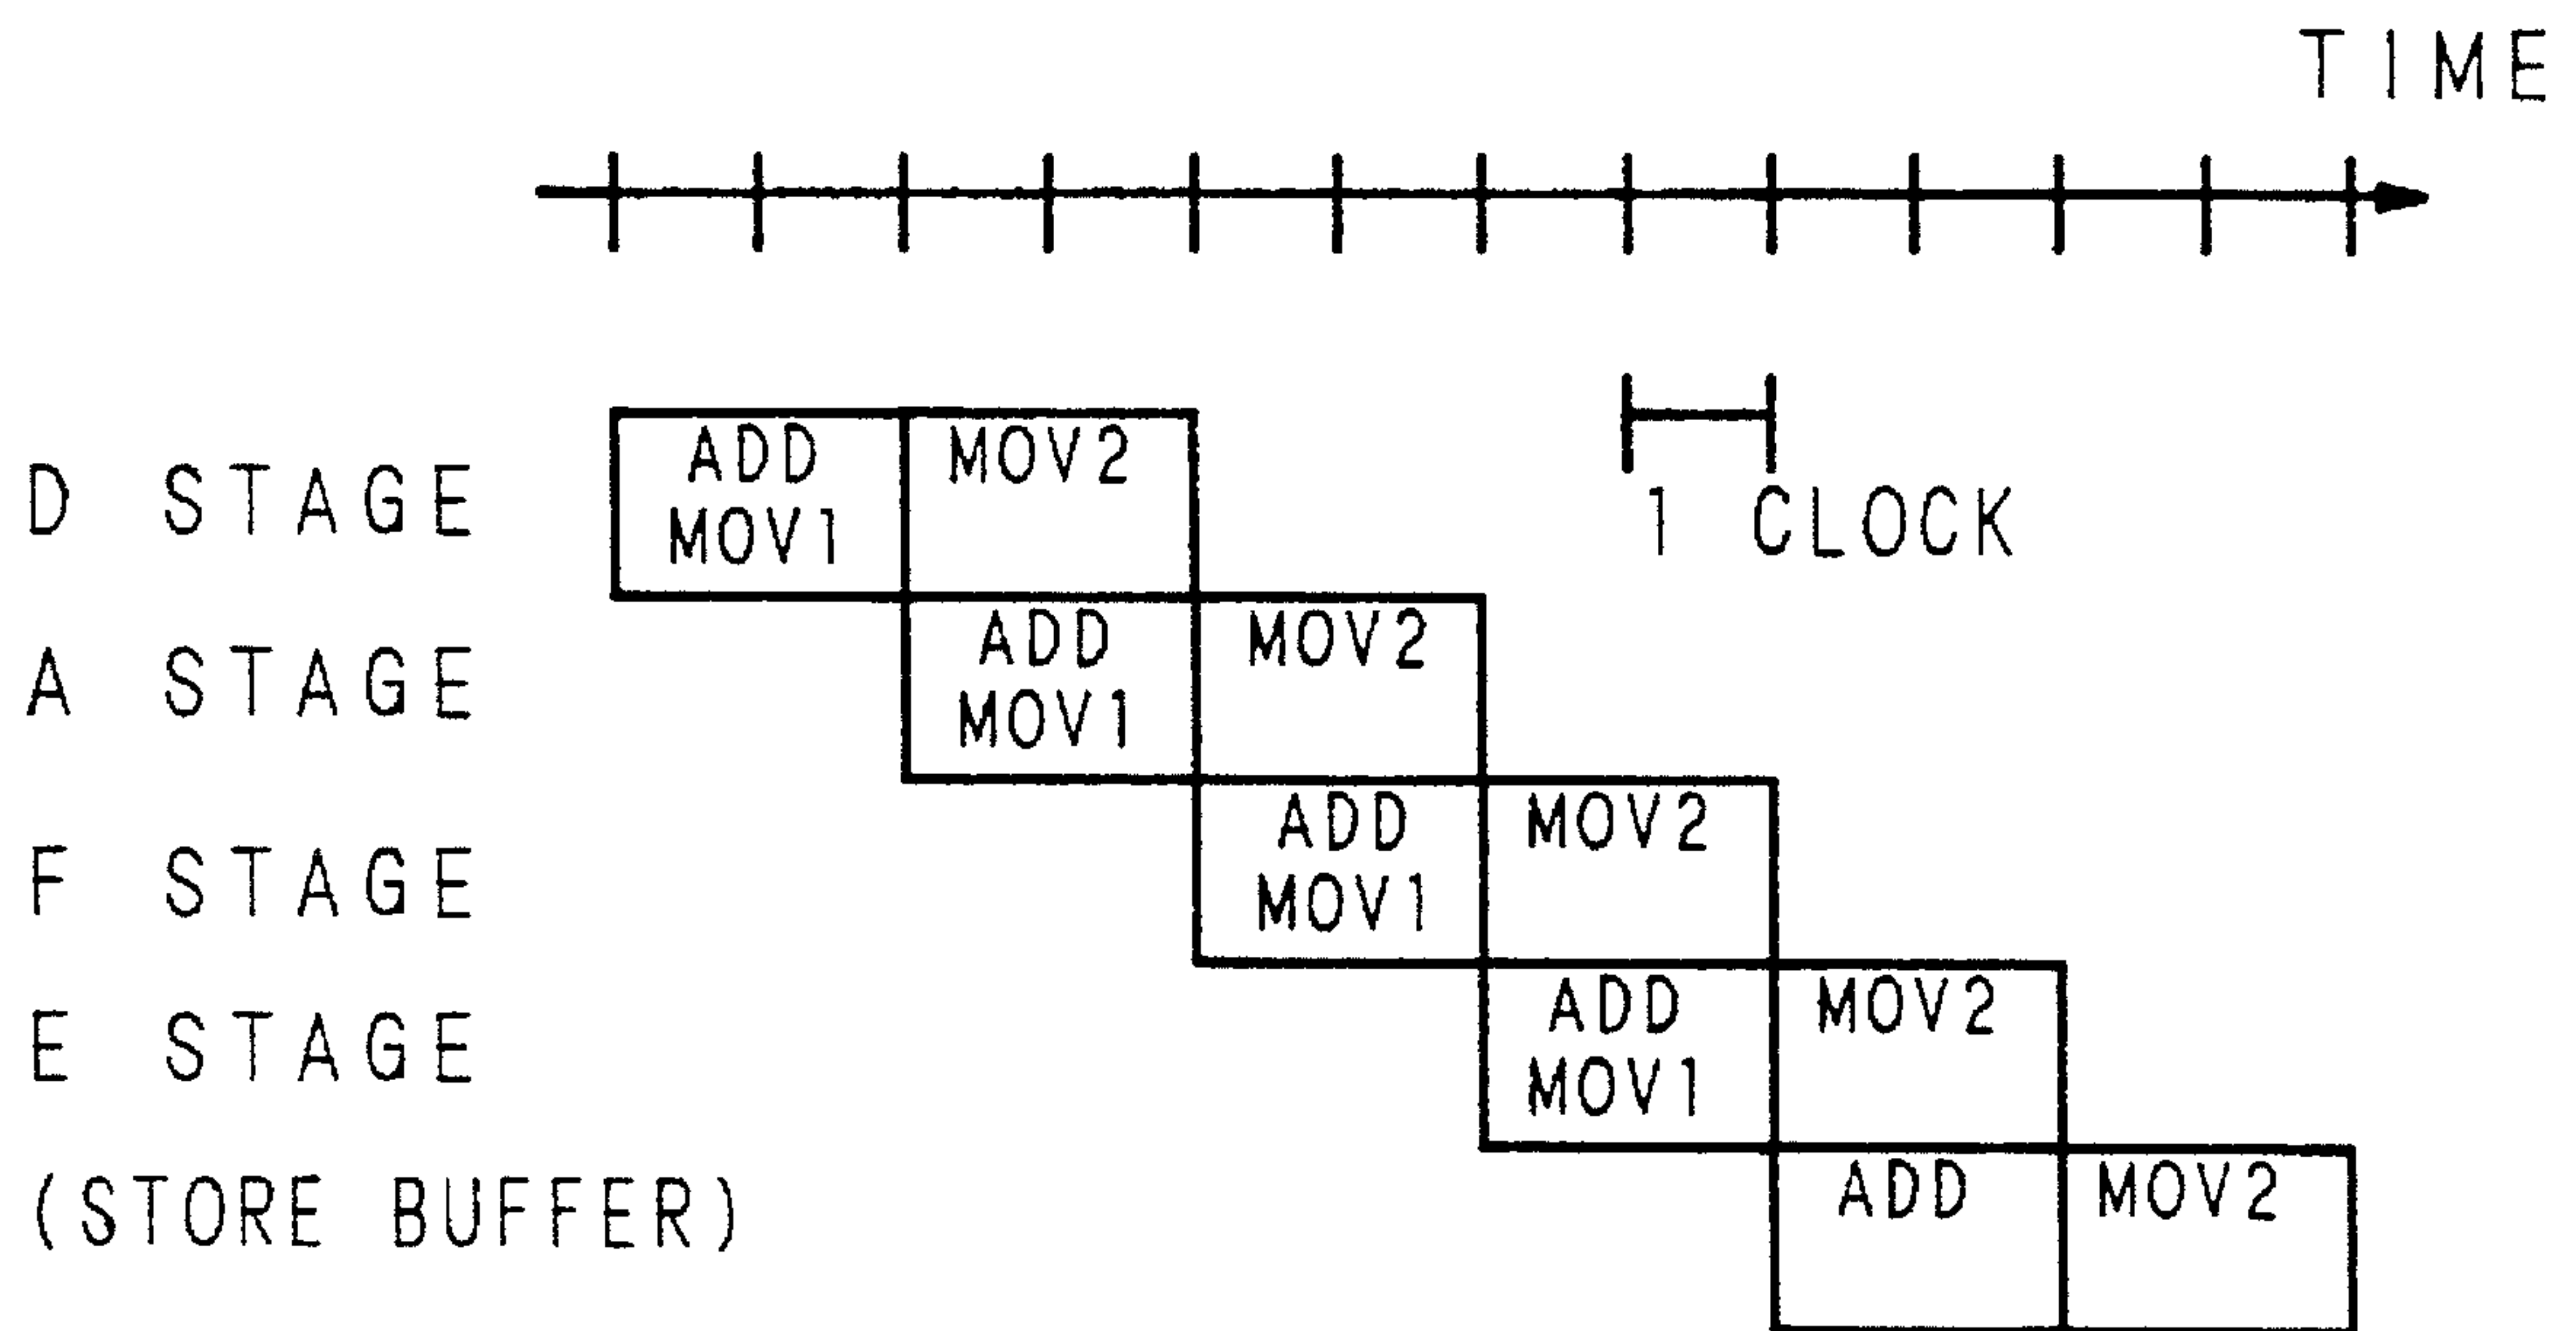 TIME
ADD MOV2
D STAGE
MOV1
1 CLOCK
ADD MOV2
A STAGE
MOV1
ADD MOV2
F STAGE
MOV1
ADD MOV2
E STAGE
MOV1
ADD MOV2
(STORE BUFFER)